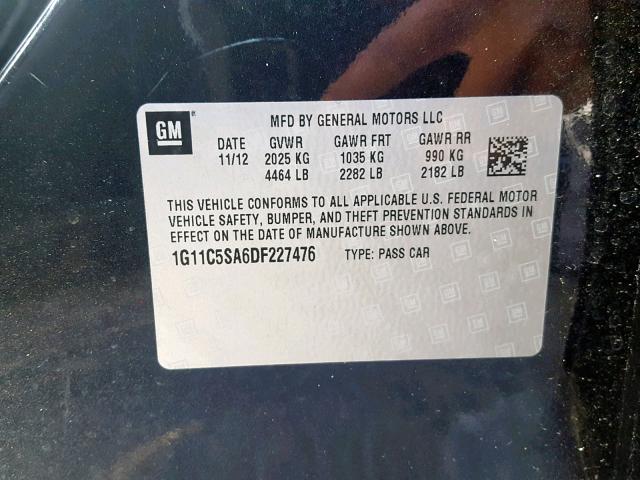 GM
MFD BY GENERAL MOTORS LLC
DATE GVWR GAWR FRT GAWR RR
11/12 2025 KG 1035 KG 990 KG
4464 LB 2282 LB 2182 LB
THIS VEHICLE CONFORMS TO ALL APPLICABLE U.S. FEDERAL MOTOR
VEHICLE SAFETY, BUMPER, AND THEFT PREVENTION STANDARDS IN
EFFECT ON THE DATE OF MANUFACTURE SHOWN ABOVE.
1G11C5SA6DF227476 TYPE: PASS CAR